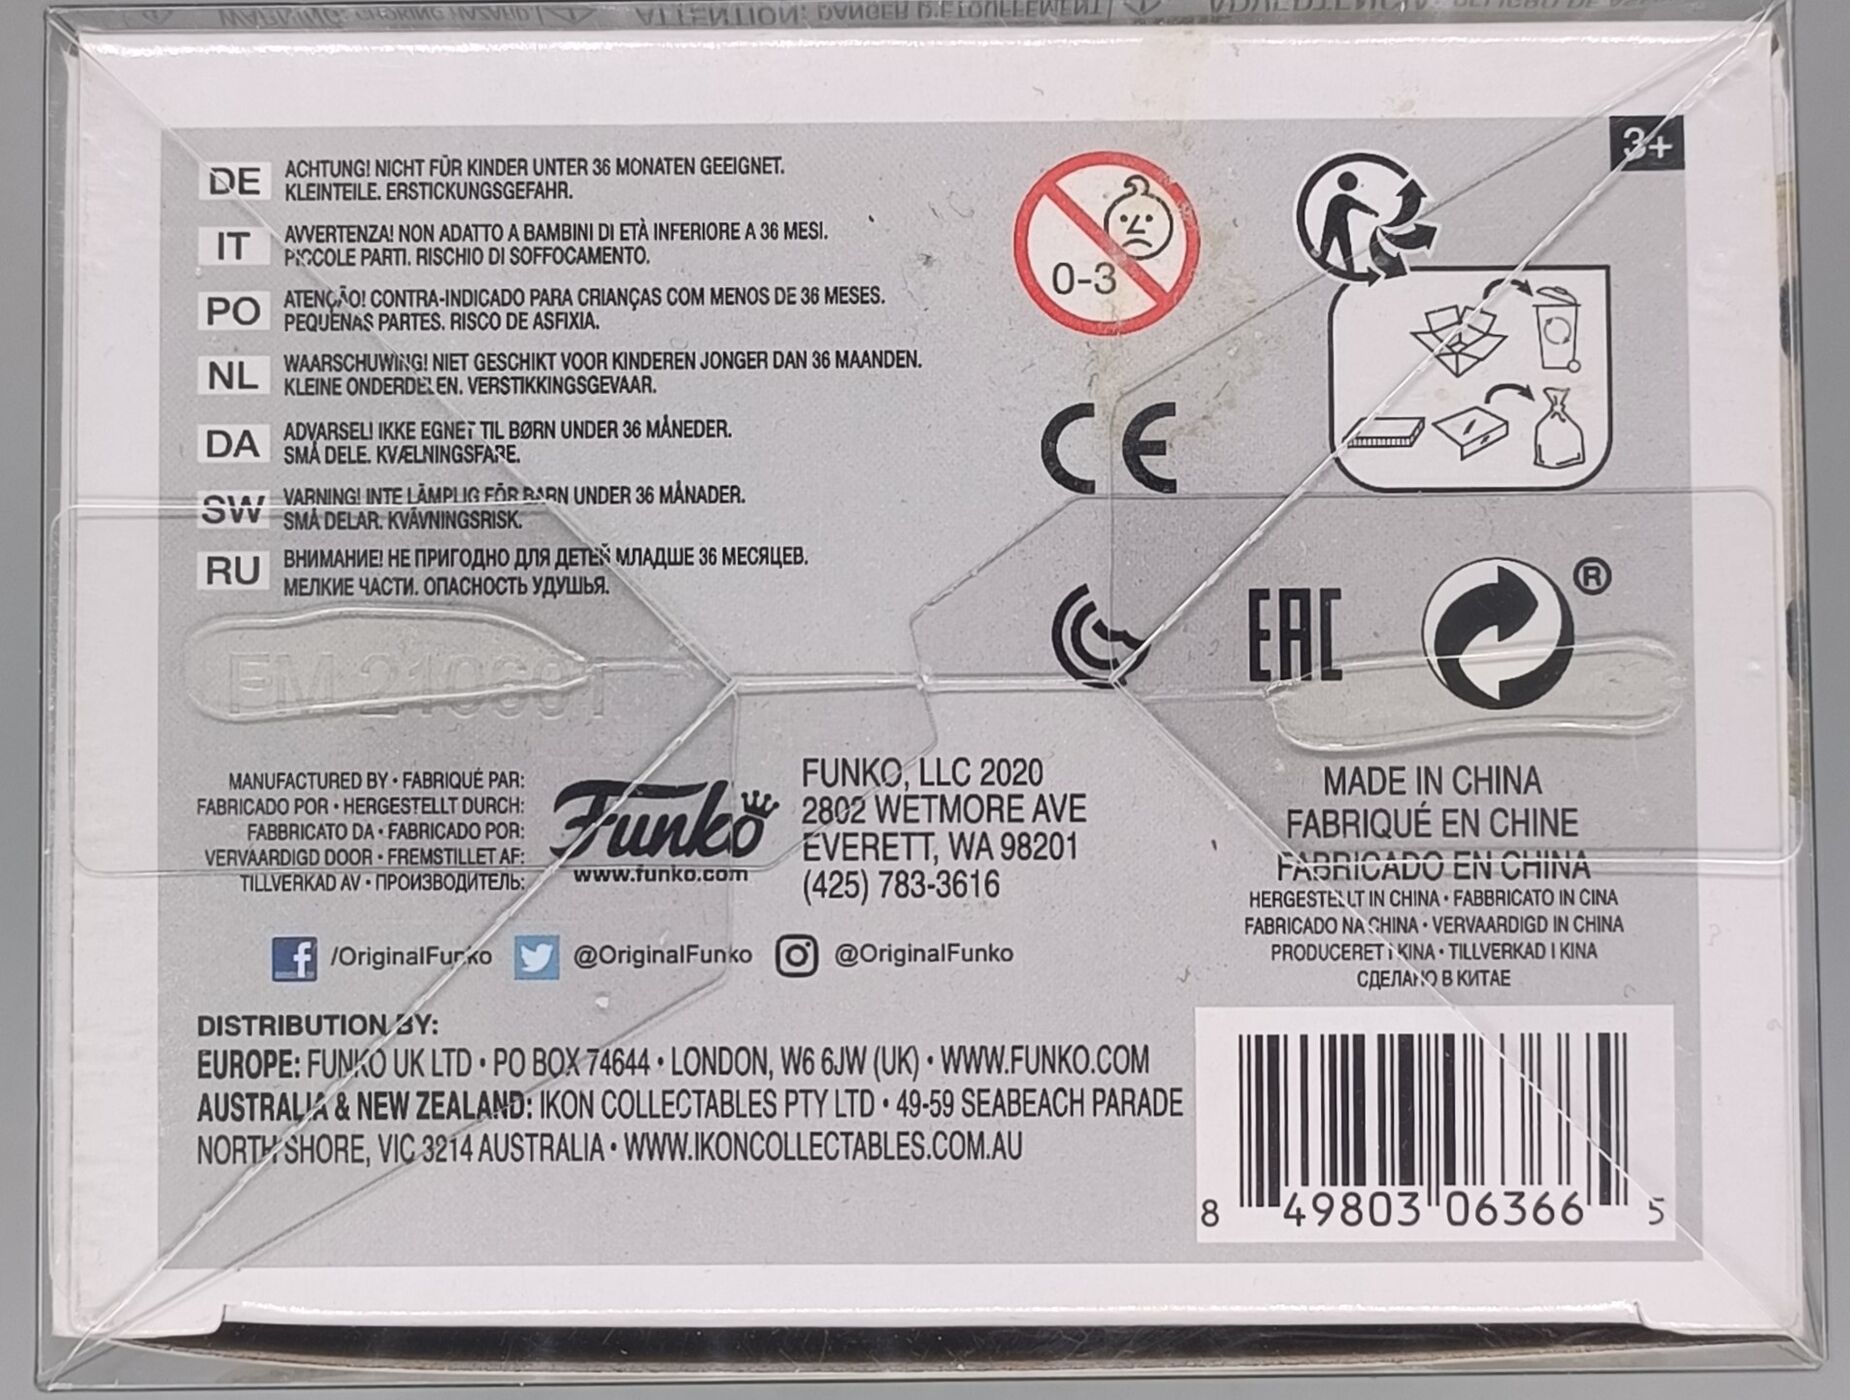 ATTENTION: DANGER D'ÉTOUFFEMENT
3+
DE ACHTUNG! NICHT FÜR KINDER UNTER 36 MONATEN GEEIGNET.
KLEINTEILE. ERSTICKUNGSGEFAHR.
IT AVVERTENZA! NON ADATTO A BAMBINI DI ETÀ INFERIORE A 36 MESI.
PICCOLE PARTI. RISCHIO DI SOFFOCAMENTO.
PO ATENÇÃO! CONTRA-INDICADO PARA CRIANÇAS COM MENOS DE 36 MESES.
PEQUENAS PARTES. RISCO DE ASFIXIA.
NL WAARSCHUWING! NIET GESCHIKT VOOR KINDEREN JONGER DAN 36 MAANDEN.
KLEINE ONDERDELEN. VERSTIKKINGSGEVAAR.
DA ADVARSEL! IKKE EGNET TIL BØRN UNDER 36 MÅNEDER.
SMÅ DELE. KVÆLNINGSFARE.
SW VARNING! INTE LÄMPLIG FÖR BARN UNDER 36 MÅNADER.
SMÅ DELAR. KVÄVNINGSRISK.
RU ВНИМАНИЕ! НЕ ПРИГОДНО ДЛЯ ДЕТЕЙ МЛАДШЕ 36 МЕСЯЦЕВ.
МЕЛКИЕ ЧАСТИ. ОПАСНОСТЬ УДУШЬЯ.
0-3
CE
EAC
®
MANUFACTURED BY • FABRIQUÉ PAR:
FABRICADO POR • HERGESTELLT DURCH:
FABBRICATO DA • FABRICADO POR:
VERVAARDIGD DOOR • FREMSTILLET AF:
TILLVERKAD AV • ПРОИЗВОДИТЕЛЬ:
Funko
www.funko.com
FUNKO, LLC 2020
2802 WETMORE AVE
EVERETT, WA 98201
(425) 783-3616
MADE IN CHINA
FABRIQUÉ EN CHINE
FABRICADO EN CHINA
HERGESTELLT IN CHINA • FABBRICATO IN CINA
FABRICADO NA CHINA • VERVAARDIGD IN CHINA
PRODUCERET I KINA • TILLVERKAD I KINA
СДЕЛАНО В КИТАЕ
/OriginalFunko @OriginalFunko @OriginalFunko
DISTRIBUTION BY:
EUROPE: FUNKO UK LTD • PO BOX 74644 • LONDON, W6 6JW (UK) • WWW.FUNKO.COM
AUSTRALIA & NEW ZEALAND: IKON COLLECTABLES PTY LTD • 49-59 SEABEACH PARADE
NORTH SHORE, VIC 3214 AUSTRALIA • WWW.IKONCOLLECTABLES.COM.AU
8 49803 06366 5